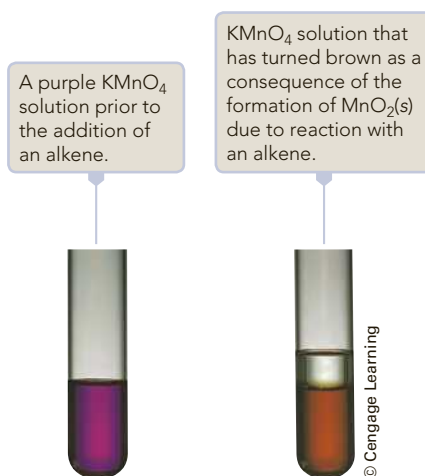 A purple KMnO₄
solution prior to
the addition of
an alkene.
KMnO₄ solution that
has turned brown as a
consequence of the
formation of MnO₂(s)
due to reaction with
an alkene.
© Cengage Learning